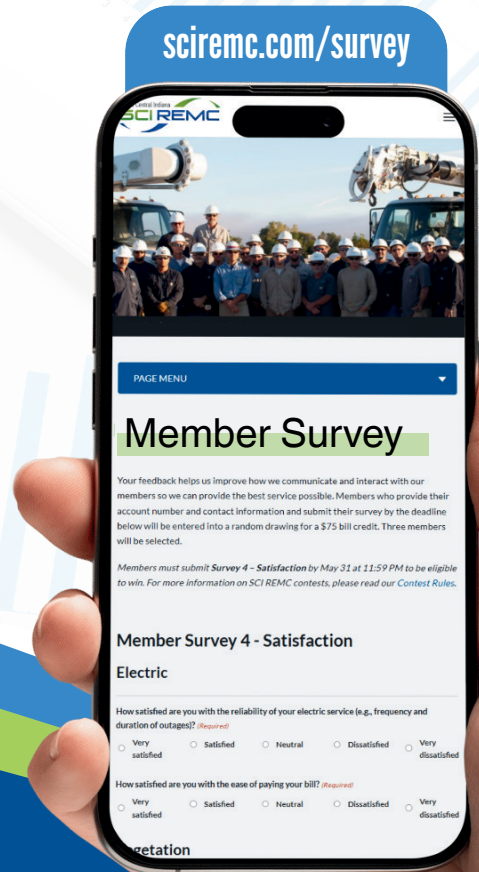 sciremc.com/survey
Central Indiana
SCI REMC
PAGE MENU
Member Survey
Your feedback helps us improve how we communicate and interact with our
members so we can provide the best service possible. Members who provide their
account number and contact information and submit their survey by the deadline
below will be entered into a random drawing for a $75 bill credit. Three members
will be selected.
Members must submit Survey 4 – Satisfaction by May 31 at 11:59 PM to be eligible
to win. For more information on SCI REMC contests, please read our Contest Rules.
Member Survey 4 - Satisfaction
Electric
How satisfied are you with the reliability of your electric service (e.g., frequency and
duration of outages)? (Required)
Very satisfied Satisfied Neutral Dissatisfied Very dissatisfied
How satisfied are you with the ease of paying your bill? (Required)
Very satisfied Satisfied Neutral Dissatisfied Very dissatisfied
getation